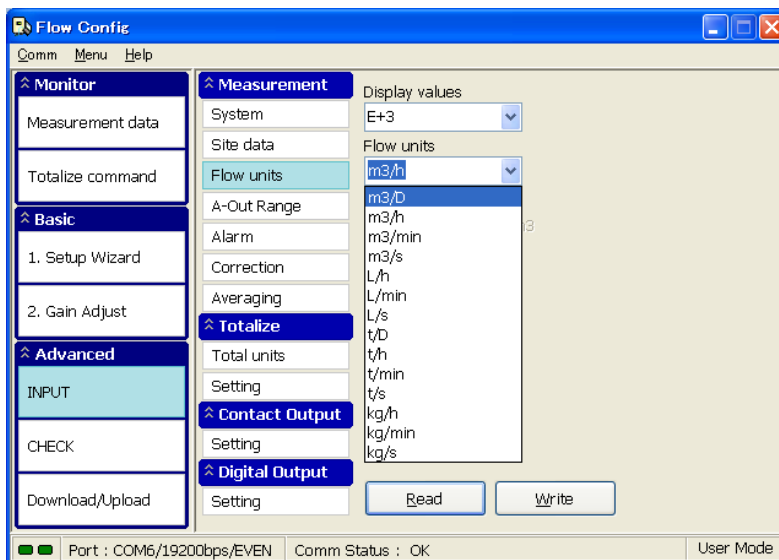 Flow Config
Comm Menu Help
Monitor
Measurement data
Totalize command
Basic
1. Setup Wizard
2. Gain Adjust
Advanced
INPUT
CHECK
Download/Upload
Measurement
System
Site data
Flow units
A-Out Range
Alarm
Correction
Averaging
Totalize
Total units
Setting
Contact Output
Setting
Digital Output
Setting
Display values
E+3
Flow units
m3/h
m3/D
m3/h
m3/min
m3/s
L/h
L/min
L/s
t/D
t/h
t/min
t/s
kg/h
kg/min
kg/s
Read Write
Port : COM6/19200bps/EVEN Comm Status : OK User Mode